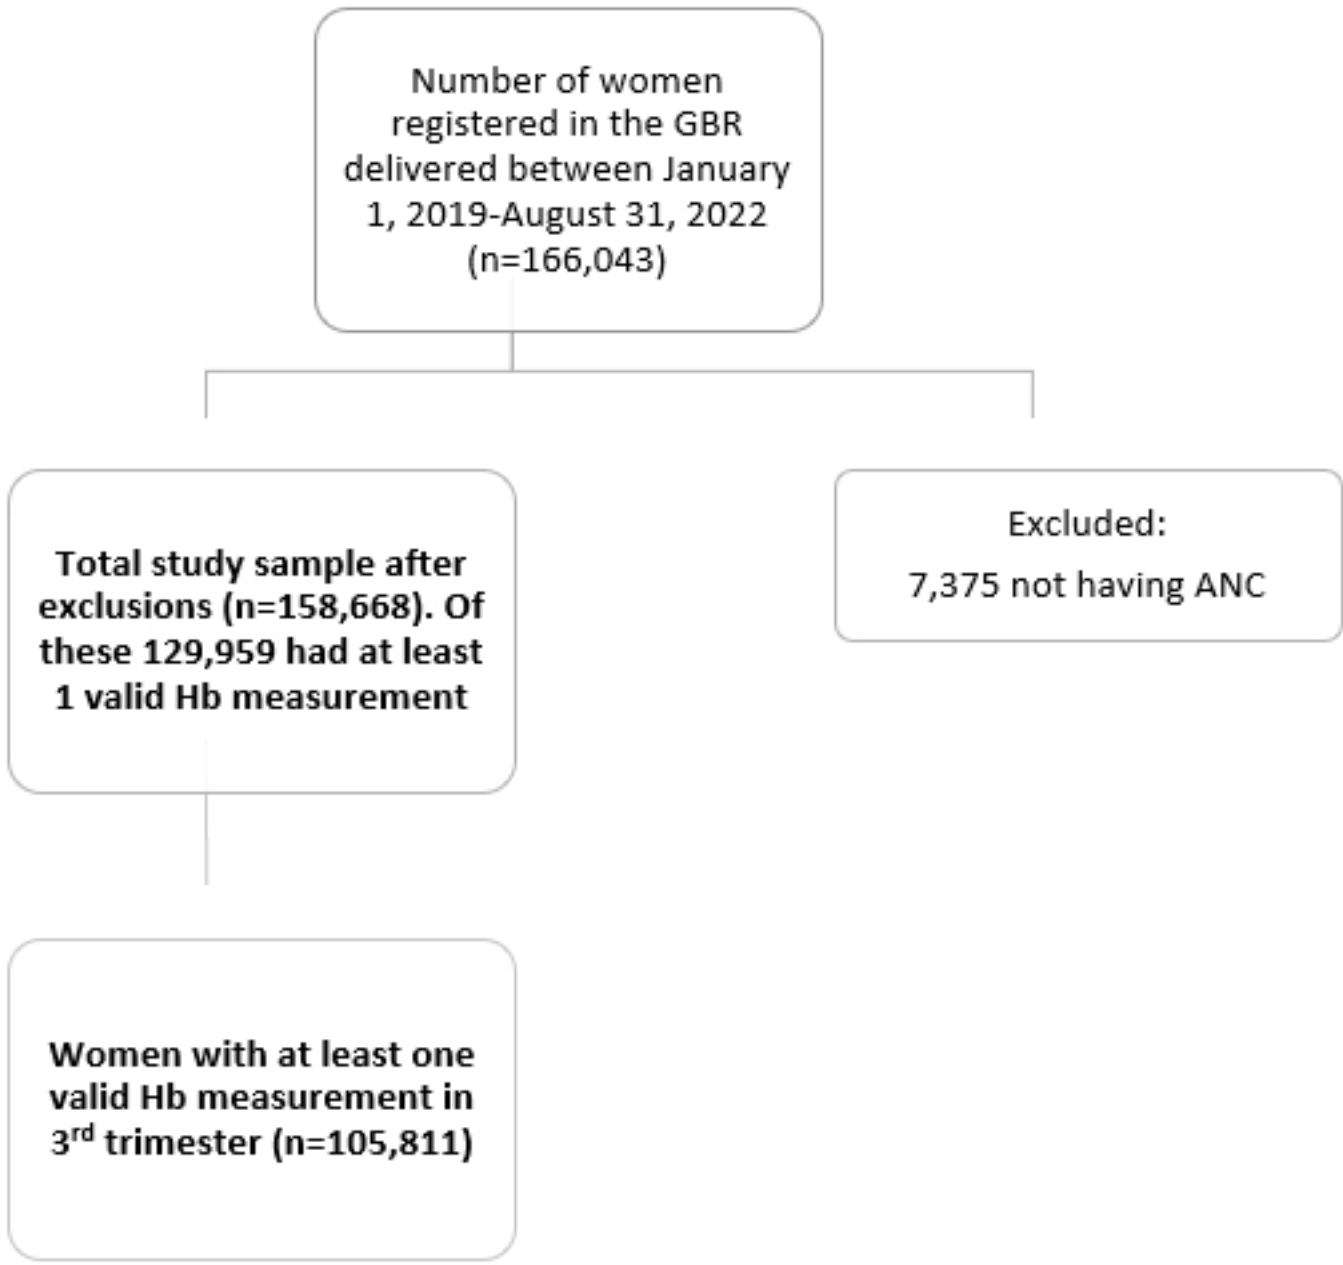 Number of women
registered in the GBR
delivered between January
1, 2019-August 31, 2022
(n=166,043)
Total study sample after
exclusions (n=158,668). Of
these 129,959 had at least
1 valid Hb measurement
Excluded:
7,375 not having ANC
Women with at least one
valid Hb measurement in
3rd trimester (n=105,811)